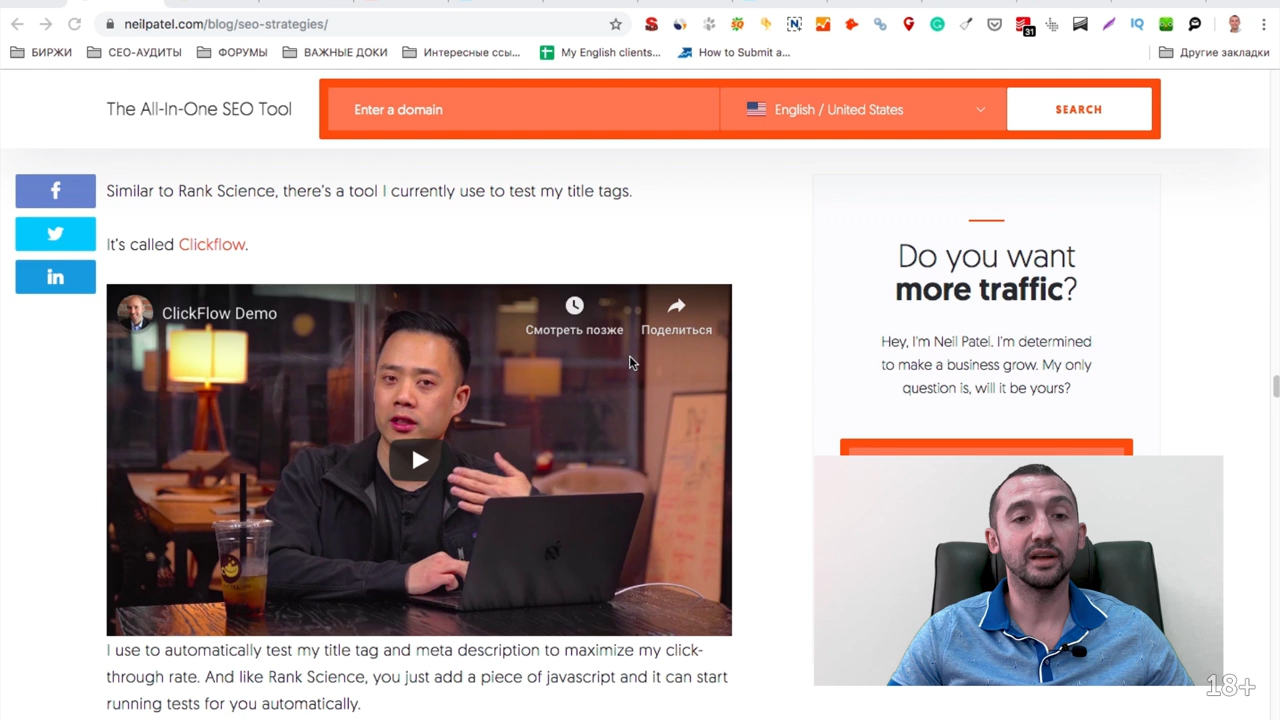 neilpatel.com/blog/seo-strategies/
31
БИРЖИ
СЕО-АУДИТЫ
ФОРУМЫ
ВАЖНЫЕ ДОКИ
Интересные ссы...
My English clients...
How to Submit a...
Другие закладки
The All-In-One SEO Tool
Enter a domain
English / United States
SEARCH
Similar to Rank Science, there's a tool I currently use to test my title tags.
It's called Clickflow.
ClickFlow Demo
Смотреть позже
Поделиться
I use to automatically test my title tag and meta description to maximize my click-
through rate. And like Rank Science, you just add a piece of javascript and it can start
running tests for you automatically.
Do you want
more traffic?
Hey, I'm Neil Patel. I'm determined
to make a business grow. My only
question is, will it be yours?
18+